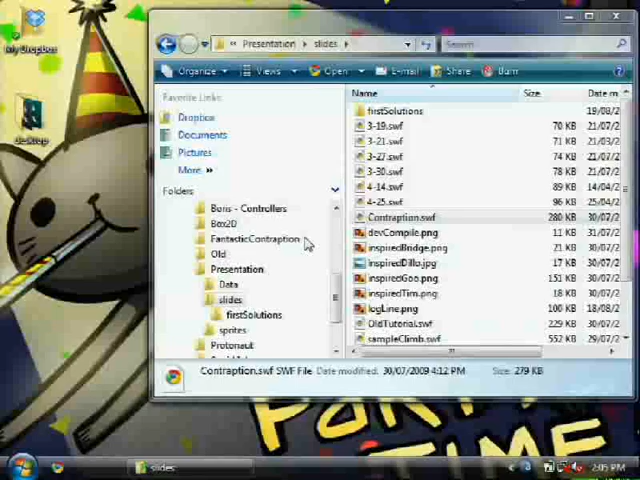 My Dropbox
desktop
Presentation
slides
Search
Organize
Views
Open
E-mail
Share
Burn
Favorite Links
Dropbox
Documents
Pictures
More »
Folders
Boris - Controllers
Box2D
FantasticContraption
Old
Presentation
Data
slides
firstSolutions
sprites
Protonaut
Name Size Date m
firstSolutions 19/08/2
3-19.swf 70 KB 21/07/2
3-21.swf 71 KB 21/03/2
3-27.swf 74 KB 21/07/2
3-30.swf 78 KB 21/07/2
4-14.swf 89 KB 14/04/2
4-25.swf 96 KB 25/04/2
Contraption.swf 280 KB 30/07/2
devCompile.png 11 KB 31/07/2
inspiredBridge.png 18 KB 31/07/2
inspiredDillo.jpg 17 KB 30/07/2
inspiredGoo.png 151 KB 30/07/2
inspiredTim.png 193 KB 30/07/2
logLine.png 100 KB 18/08/2
OldTutorial.swf 229 KB 30/07/2
sampleClimb.swf 552 KB 29/07/2
Contraption.swf SWF File Date modified: 30/07/2009 4:12 PM Size: 279 KB
PARTY
TIME
slides
2:05 PM